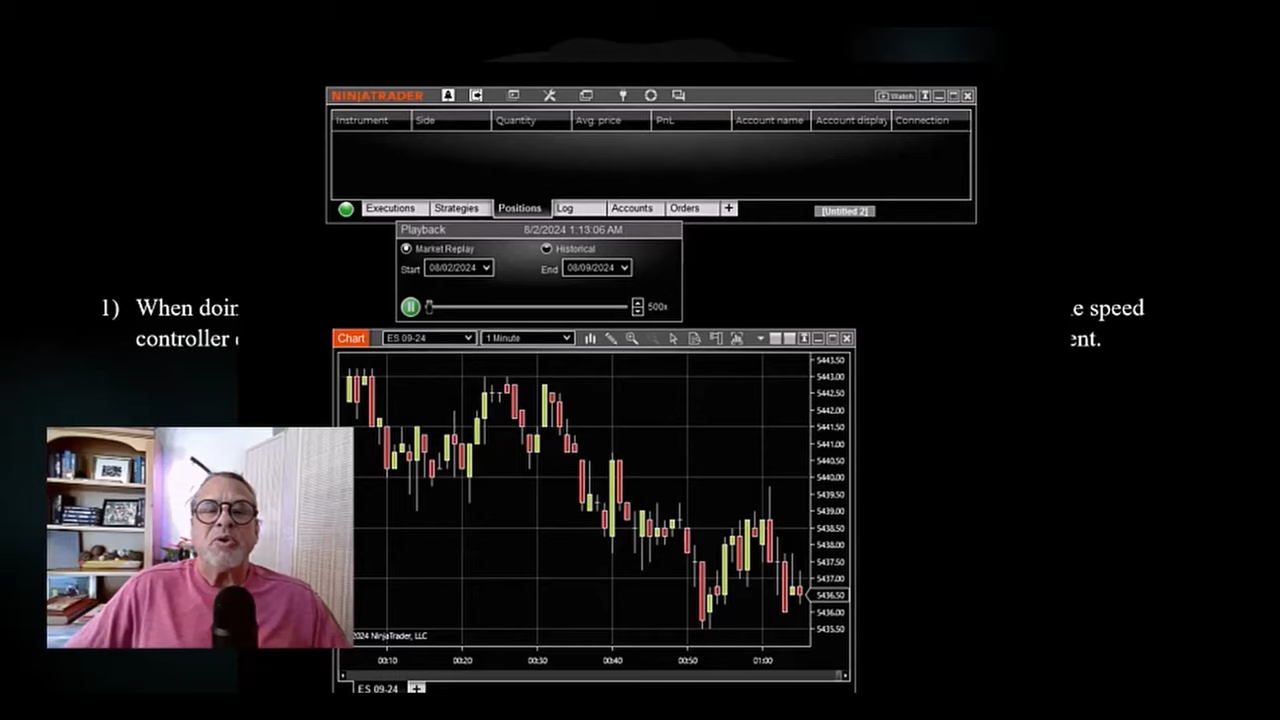 NINJATRADER
Watch
Instrument Side Quantity Avg. price PnL Account name Account display Connection
Executions Strategies Positions Log Accounts Orders +
[Untitled 2]
Playback 8/2/2024 1:13:06 AM
Market Replay Historical
Start 08/02/2024 End 08/09/2024
500x
1) When doin
e speed
controller
ent.
Chart ES 09-24 1 Minute
5443.50
5443.00
5442.50
5442.00
5441.50
5441.00
5440.50
5440.00
5439.50
5439.00
5438.50
5438.00
5437.50
5437.00
5436.50
5436.00
5435.50
2024 NinjaTrader, LLC
00:10 00:20 00:30 00:40 00:50 01:00
ES 09-24 +